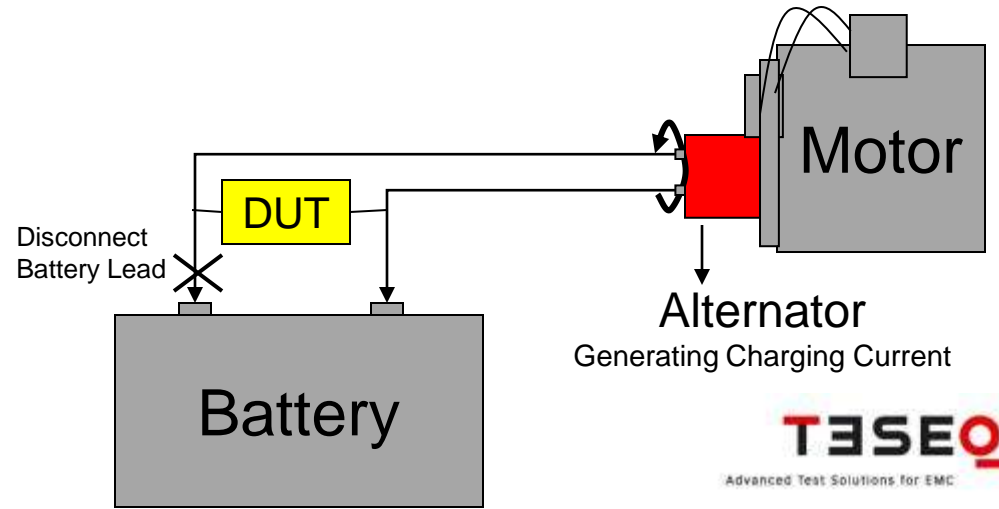 Motor
DUT
Disconnect
Battery Lead
Alternator
Generating Charging Current
Battery
TESEQ
Advanced Test Solutions for EMC